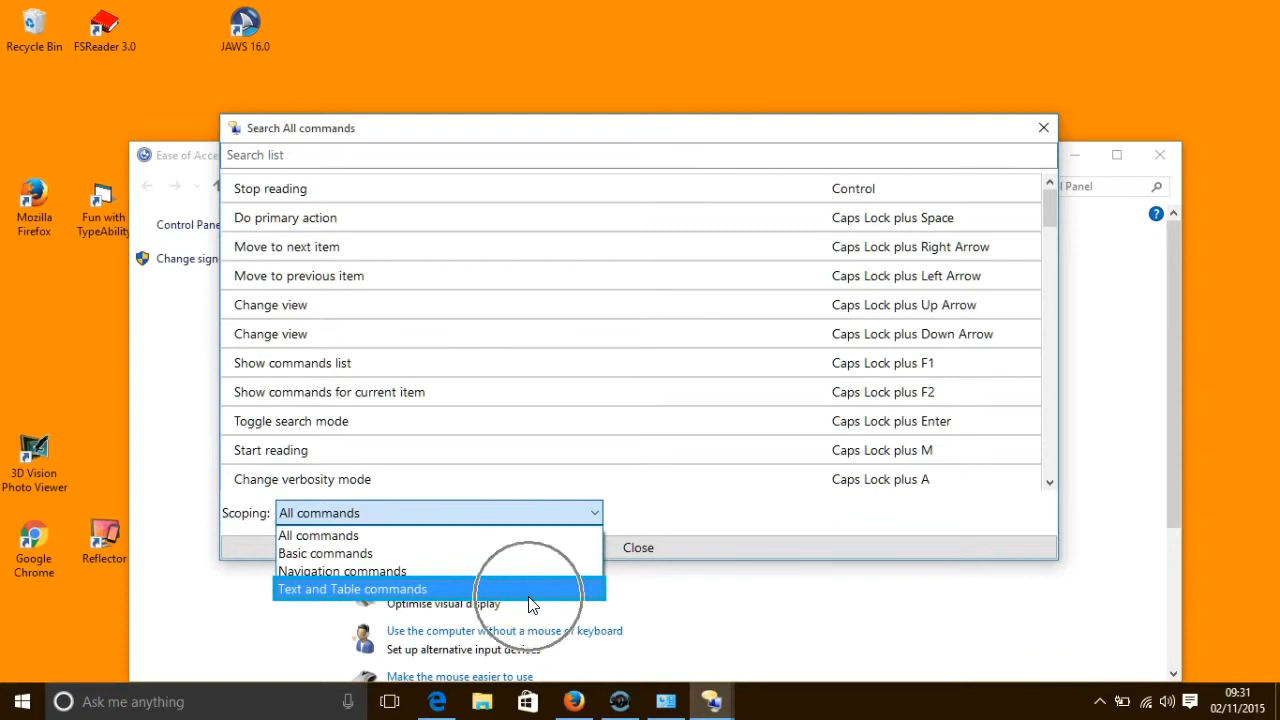 Recycle Bin
FSReader 3.0
JAWS 16.0
Mozilla
Firefox
Fun with
TypeAbility
3D Vision
Photo Viewer
Google
Chrome
Reflector
Ease of Acce
l Panel
Control Pane
Change sign
Search All commands
Search list
Stop reading Control
Do primary action Caps Lock plus Space
Move to next item Caps Lock plus Right Arrow
Move to previous item Caps Lock plus Left Arrow
Change view Caps Lock plus Up Arrow
Change view Caps Lock plus Down Arrow
Show commands list Caps Lock plus F1
Show commands for current item Caps Lock plus F2
Toggle search mode Caps Lock plus Enter
Start reading Caps Lock plus M
Change verbosity mode Caps Lock plus A
Scoping: All commands
All commands
Basic commands
Navigation commands
Text and Table commands
Close
Optimise visual display
Use the computer without a mouse or keyboard
Set up alternative input devices
Make the mouse easier to use
Ask me anything
09:31
02/11/2015